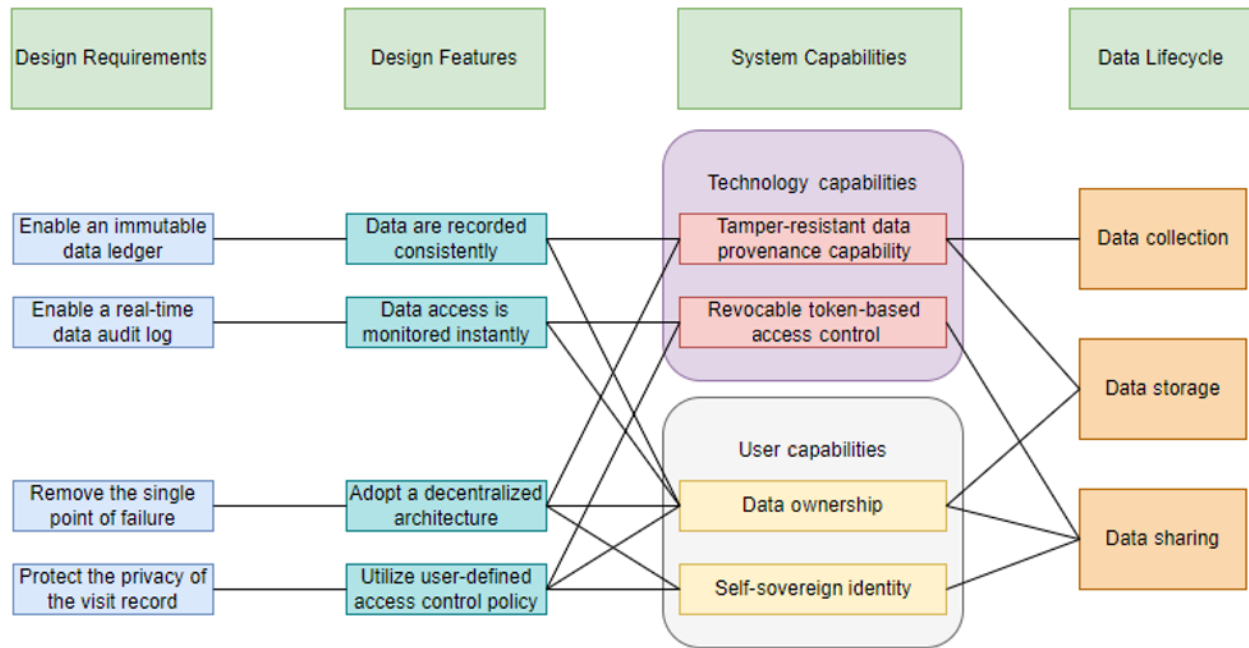 Design Requirements
Design Features
System Capabilities
Data Lifecycle
Technology capabilities
Enable an immutable
data ledger
Data are recorded
consistently
Tamper-resistant data
provenance capability
Data collection
Enable a real-time
data audit log
Data access is
monitored instantly
Revocable token-based
access control
Data storage
User capabilities
Remove the single
point of failure
Adopt a decentralized
architecture
Data ownership
Data sharing
Protect the privacy of
the visit record
Utilize user-defined
access control policy
Self-sovereign identity